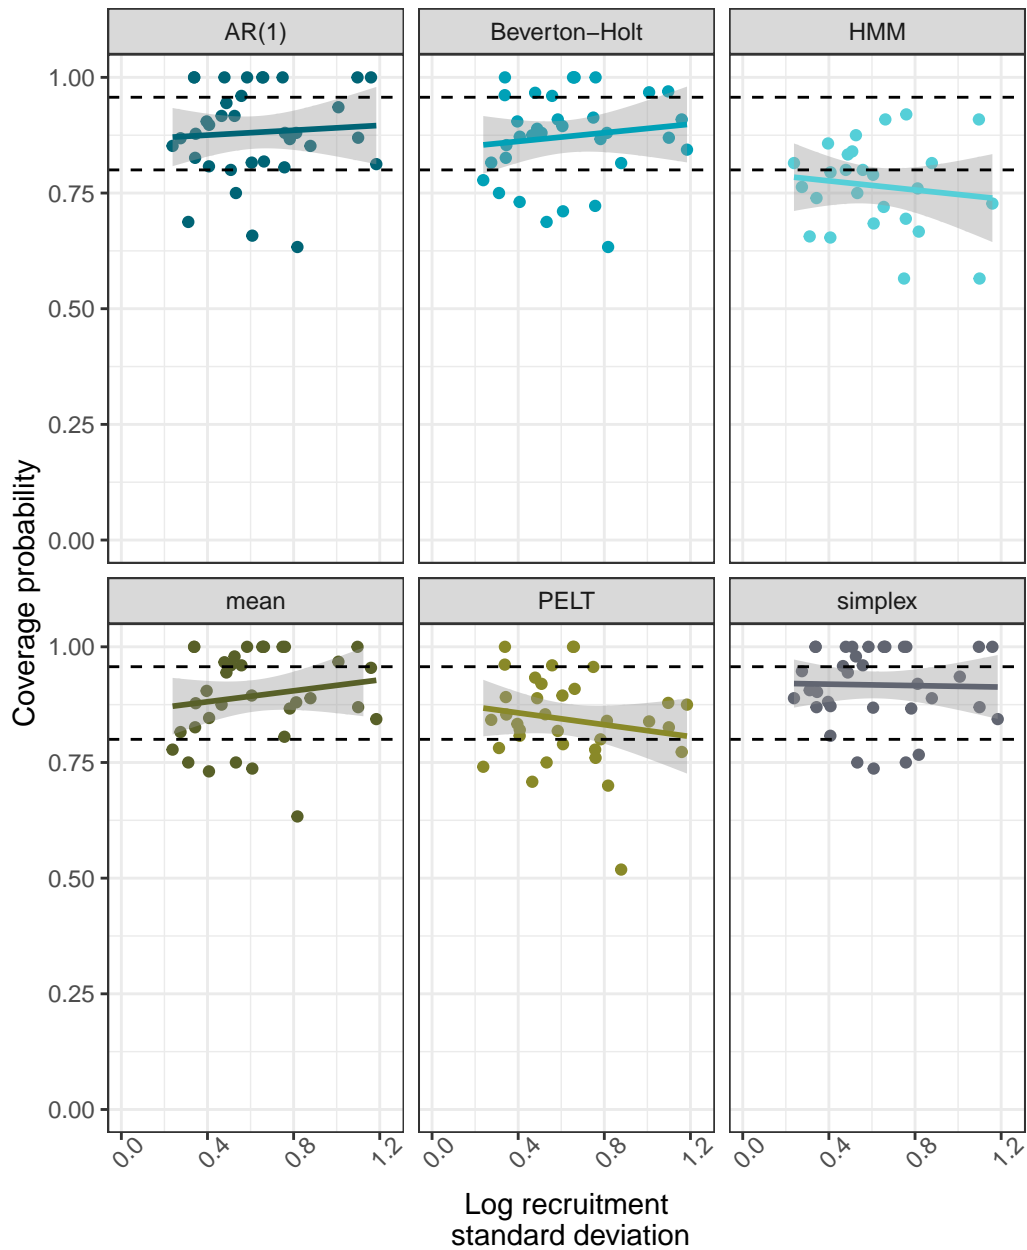 AR(1) Beverton−Holt HMM
1.00
0.75
0.50
0.25
0.00
mean PELT simplex
1.00
0.75
0.50
0.25
0.00
0.0 0.4 0.8 1.2 0.0 0.4 0.8 1.2 0.0 0.4 0.8 1.2
Coverage probability
Log recruitment
standard deviation